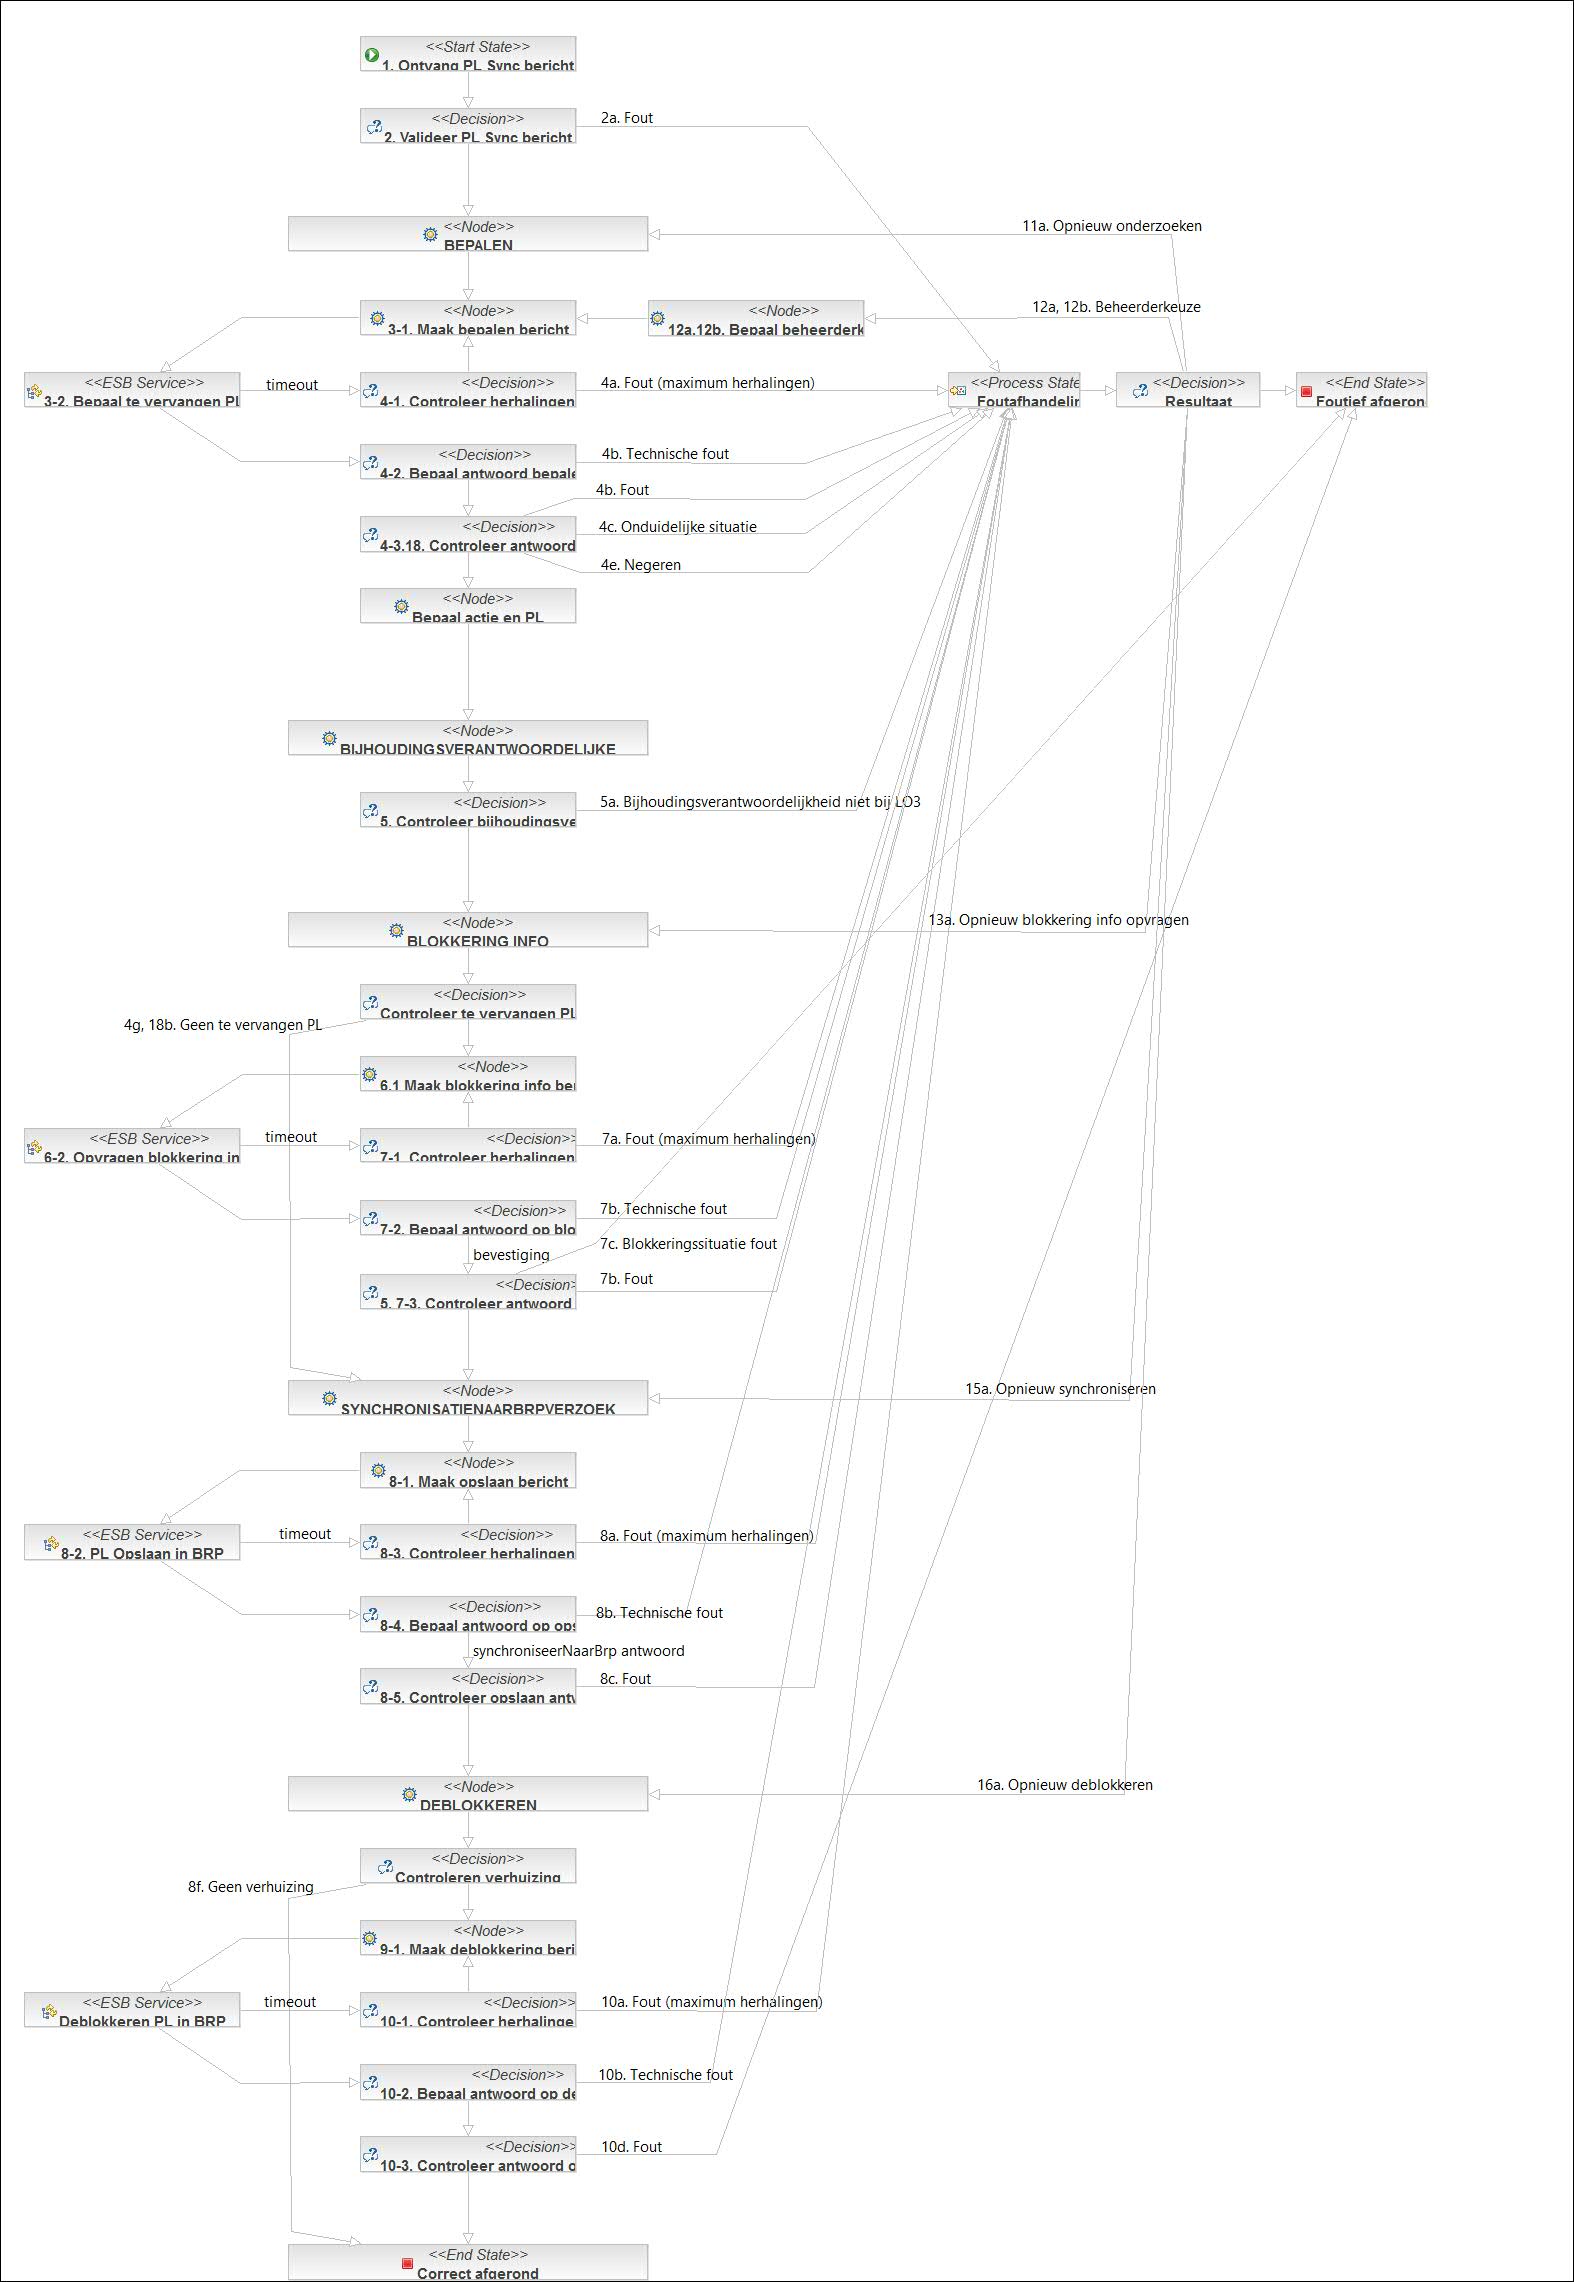 <<Start State>>
1. Ontvang PL Sync bericht
<<Decision>>
2. Valideer PL Sync bericht
2a. Fout
<<Node>>
BEPALEN
11a. Opnieuw onderzoeken
<<Node>>
3-1. Maak bepalen bericht
<<Node>>
12a.12b. Bepaal beheerderk
12a, 12b. Beheerderkeuze
<<ESB Service>>
3-2. Bepaal te vervangen PL
timeout
<<Decision>>
4-1. Controleer herhalingen
4a. Fout (maximum herhalingen)
<<Process State
Foutafhandelin
<<Decision>>
Resultaat
<<End State>>
Foutief afgeron
<<Decision>>
4-2. Bepaal antwoord bepale
4b. Technische fout
4b. Fout
<<Decision>>
4-3.18. Controleer antwoord
4c. Onduidelijke situatie
4e. Negeren
<<Node>>
Bepaal actie en PL
<<Node>>
BIJHOUDINGSVERANTWOORDELIJKE
<<Decision>>
5. Controleer bijhoudingsve
5a. Bijhoudingsverantwoordelijkheid niet bij LO3
<<Node>>
BLOKKERING INFO
13a. Opnieuw blokkering info opvragen
<<Decision>>
Controleer te vervangen PL
4g, 18b. Geen te vervangen PL
<<Node>>
6.1 Maak blokkering info ber
<<ESB Service>>
6-2. Opvragen blokkering in
timeout
<<Decision>
7-1. Controleer herhalingen
7a. Fout (maximum herhalingen)
<<Decision>>
7-2. Bepaal antwoord op blo
7b. Technische fout
bevestiging
7c. Blokkeringssituatie fout
<<Decision>
5, 7-3. Controleer antwoord
7b. Fout
<<Node>>
SYNCHRONISATIENAARBRPVERZOEK
15a. Opnieuw synchroniseren
<<Node>>
8-1. Maak opslaan bericht
<<ESB Service>>
8-2. PL Opslaan in BRP
timeout
<<Decision>>
8-3. Controleer herhalingen
8a. Fout (maximum herhalingen)
<<Decision>>
8-4. Bepaal antwoord op ops
8b. Technische fout
synchroniseerNaarBrp antwoord
<<Decision>>
8-5. Controleer opslaan antw
8c. Fout
<<Node>>
DEBLOKKEREN
16a. Opnieuw deblokkeren
<<Decision>>
Controleren verhuizing
8f. Geen verhuizing
<<Node>>
9-1. Maak deblokkering beri
<<ESB Service>>
Deblokkeren PL in BRP
timeout
<<Decision>>
10-1. Controleer herhalinge
10a. Fout (maximum herhalingen)
<<Decision>>
10-2. Bepaal antwoord op de
10b. Technische fout
<<Decision>>
10-3. Controleer antwoord o
10d. Fout
<<End State>>
Correct afgerond